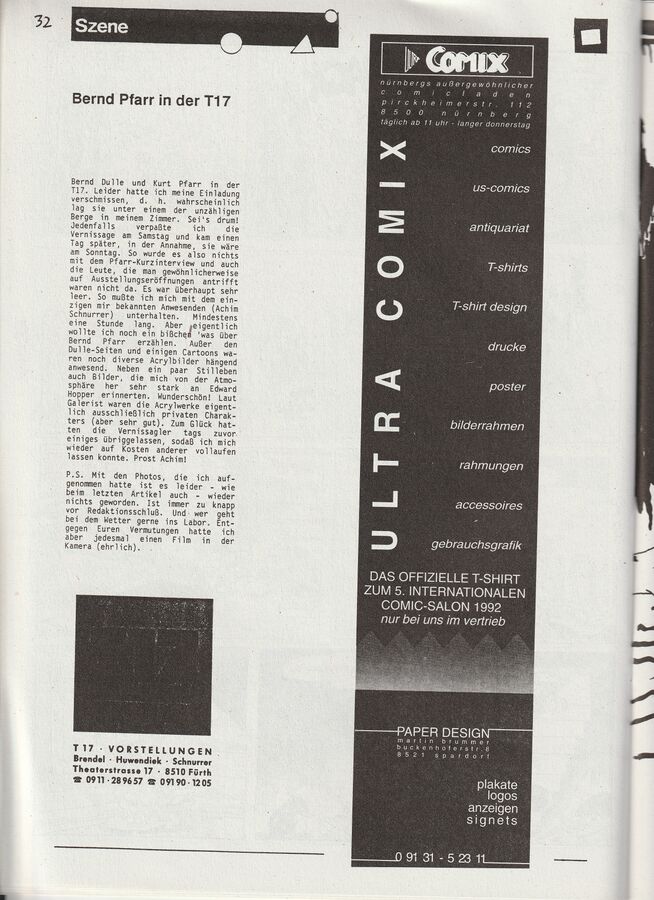 32
Szene
Bernd Pfarr in der T17
Bernd Dulle und Kurt Pfarr in der
T17. Leider hatte ich meine Einladung
verschmissen, d. h. wahrscheinlich
lag sie unter einem der unzähligen
Berge in meinem Zimmer. Sei's drum!
Jedenfalls verpaßte ich die
Vernissage am Samstag und kam einen
Tag später, in der Annahme, sie wäre
am Sonntag. So wurde es also nichts
mit dem Pfarr-Kurzinterview und auch
die Leute, die man gewöhnlicherweise
auf Ausstellungseröffnungen antrifft
waren nicht da. Es war überhaupt sehr
leer. So mußte ich mich mit dem ein-
zigen mir bekannten Anwesenden (Achim
Schnurrer) unterhalten. Mindestens
eine Stunde lang. Aber eigentlich
wollte ich noch ein bißchen 'was über
Bernd Pfarr erzählen. Außer den
Dulle-Seiten und einigen Cartoons wa-
ren noch diverse Acrylbilder hängend
anwesend. Neben ein paar Stilleben
auch Bilder, die mich von der Atmo-
sphäre her sehr stark an Edward
Hopper erinnerten. Wunderschön! Laut
Galerist waren die Acrylwerke eigent-
lich ausschließlich privaten Charak-
ters (aber sehr gut). Zum Glück hat-
ten die Vernissagler tags zuvor
einiges übriggelassen, sodaß ich mich
wieder auf Kosten anderer vollaufen
lassen konnte. Prost Achim!
P.S. Mit den Photos, die ich auf-
genommen hatte ist es leider - wie
beim letzten Artikel auch - wieder
nichts geworden. Ist immer zu knapp
vor Redaktionsschluß. Und wer geht
bei dem Wetter gerne ins Labor. Ent-
gegen Euren Vermutungen hatte ich
aber jedesmal einen Film in der
Kamera (ehrlich).
T17 · VORSTELLUNGEN
Brendel · Huwendiek · Schnurrer
Theaterstrasse 17 · 8510 Fürth
☎ 0911·289657 ☎ 09190·1205
COMIX
nürnbergs außergewöhnlicher
comicladen
pirckheimerstr. 112
8500 nürnberg
täglich ab 11 uhr - langer donnerstag
ULTRA COMIX
comics
us-comics
antiquariat
T-shirts
T-shirt design
drucke
poster
bilderrahmen
rahmungen
accessoires
gebrauchsgrafik
DAS OFFIZIELLE T-SHIRT
ZUM 5. INTERNATIONALEN
COMIC-SALON 1992
nur bei uns im vertrieb
PAPER DESIGN
martin brummer
buckenhoferstr.8
8521 spardorf
plakate
logos
anzeigen
signets
0 91 31 - 5 23 11